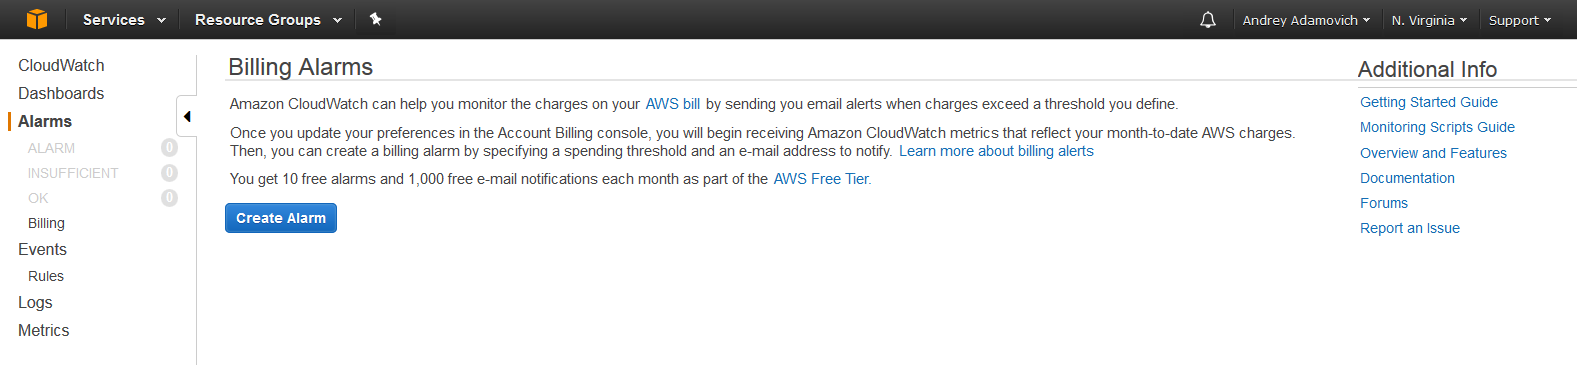 Services Resource Groups Andrey Adamovich N. Virginia Support
CloudWatch
Dashboards
Alarms
ALARM 0
INSUFFICIENT 0
OK 0
Billing
Events
Rules
Logs
Metrics
Billing Alarms
Amazon CloudWatch can help you monitor the charges on your AWS bill by sending you email alerts when charges exceed a threshold you define.
Once you update your preferences in the Account Billing console, you will begin receiving Amazon CloudWatch metrics that reflect your month-to-date AWS charges.
Then, you can create a billing alarm by specifying a spending threshold and an e-mail address to notify. Learn more about billing alerts
You get 10 free alarms and 1,000 free e-mail notifications each month as part of the AWS Free Tier.
Create Alarm
Additional Info
Getting Started Guide
Monitoring Scripts Guide
Overview and Features
Documentation
Forums
Report an Issue